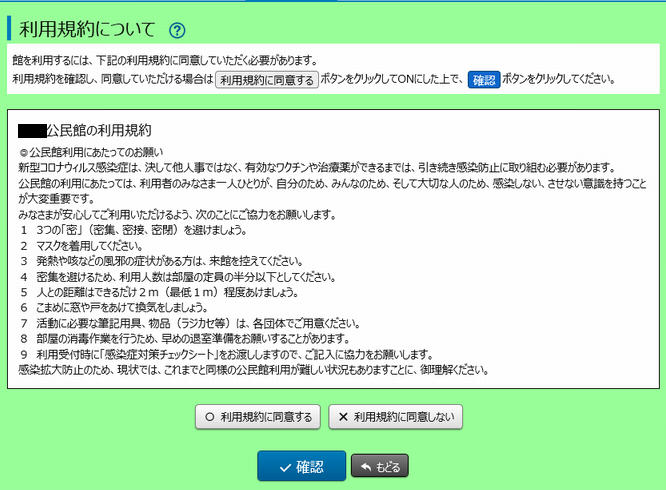 利用規約について ?
館を利用するには、下記の利用規約に同意していただく必要があります。
利用規約を確認し、同意していただける場合は 利用規約に同意する ボタンをクリックしてONにした上で、 確認 ボタンをクリックしてください。
公民館の利用規約
◎公民館利用にあたってのお願い
新型コロナウィルス感染症は、決して他人事ではなく、有効なワクチンや治療薬ができるまでは、引き続き感染防止に取り組む必要があります。
公民館の利用にあたっては、利用者のみなさま一人ひとりが、自分のため、みんなのため、そして大切な人のため、感染しない、させない意識を持つこと
が大変重要です。
みなさまが安心してご利用いただけるよう、次のことにご協力をお願いします。
１ 3つの「密」（密集、密接、密閉）を避けましょう。
２ マスクを着用してください。
３ 発熱や咳などの風邪の症状がある方は、来館を控えてください。
４ 密集を避けるため、利用人数は部屋の定員の半分以下としてください。
５ 人との距離はできるだけ２ｍ（最低１ｍ）程度あけましょう。
６ こまめに窓や戸をあけて換気をしましょう。
７ 活動に必要な筆記用具、物品（ラジカセ等）は、各団体でご用意ください。
８ 部屋の消毒作業を行うため、早めの退室準備をお願いすることがあります。
９ 利用受付時に「感染症対策チェックシート」をお渡ししますので、ご記入に協力をお願いします。
感染拡大防止のため、現状では、これまでと同様の公民館利用が難しい状況もありますことに、御理解ください。
○ 利用規約に同意する × 利用規約に同意しない
✓ 確認 もどる